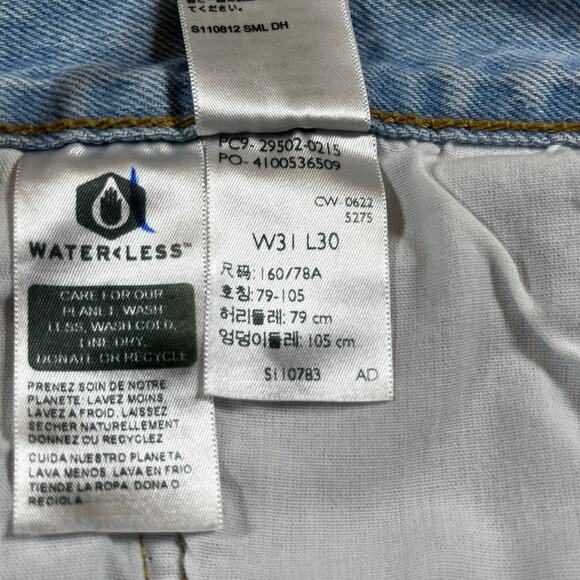 てください。
S110812 SML DH
PC9- 29502-0215
PO- 4100536509
CW-0622
5275
W31 L30
尺码:160/78A
호칭:79-105
허리둘레:79 cm
엉덩이둘레:105 cm
S110783 AD
WATER<LESS™
CARE FOR OUR
PLANET. WASH
LESS, WASH COLD,
LINE DRY,
DONATE OR RECYCLE
PRENEZ SOIN DE NOTRE
PLANETE: LAVEZ MOINS,
LAVEZ A FROID, LAISSEZ
SECHER NATURELLEMENT
DONNEZ OU RECYCLEZ
CUIDA NUESTRO PLANETA
LAVA MENOS, LAVA EN FRIO
TIENDE LA ROPA, DONA O
RECICLA